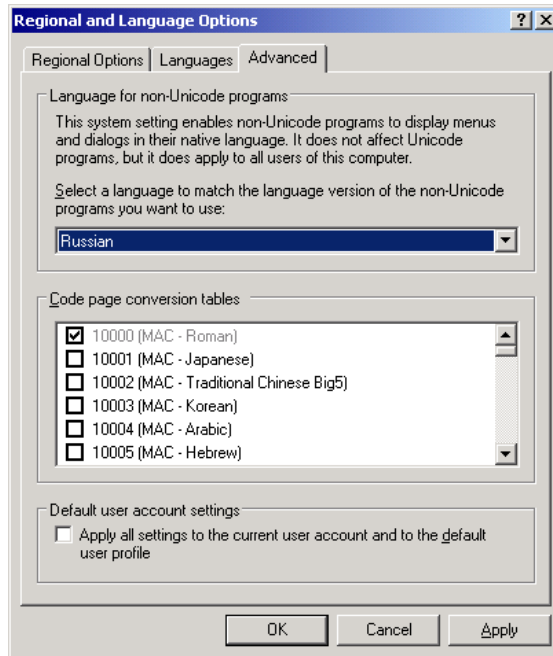 Regional and Language Options
Regional Options
Languages
Advanced
Language for non-Unicode programs
This system setting enables non-Unicode programs to display menus
and dialogs in their native language. It does not affect Unicode
programs, but it does apply to all users of this computer.
Select a language to match the language version of the non-Unicode
programs you want to use:
Russian
Code page conversion tables
10000 (MAC - Roman)
10001 (MAC - Japanese)
10002 (MAC - Traditional Chinese Big5)
10003 (MAC - Korean)
10004 (MAC - Arabic)
10005 (MAC - Hebrew)
Default user account settings
Apply all settings to the current user account and to the default
user profile
OK
Cancel
Apply